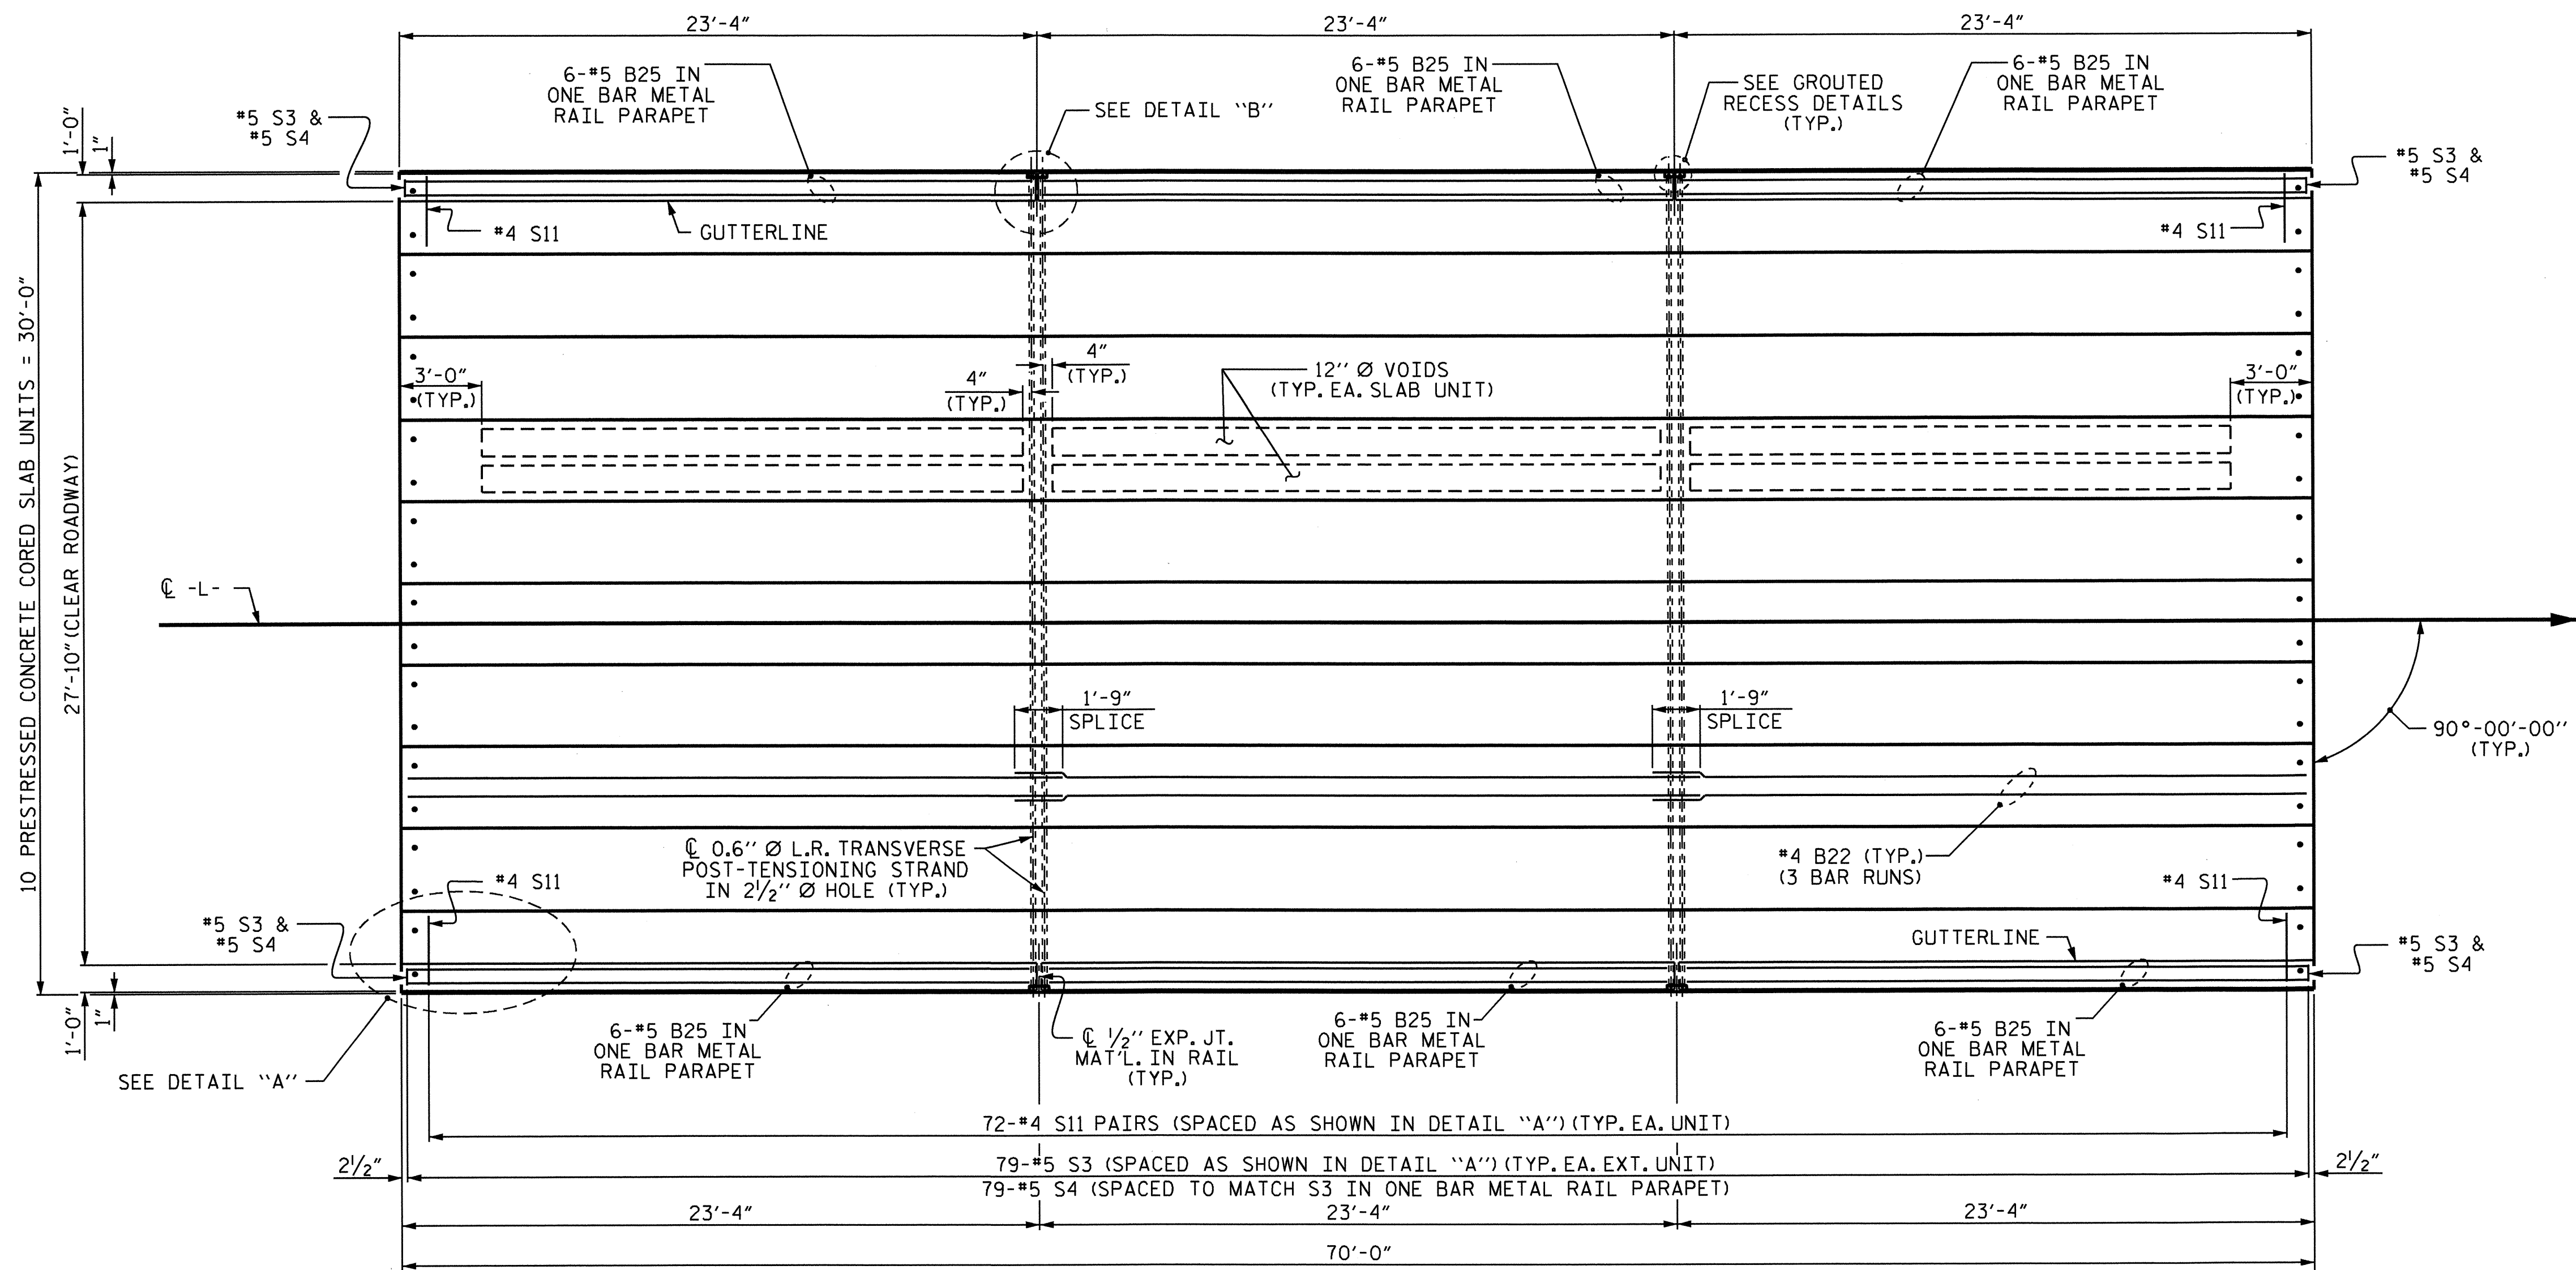 23'-4"
23'-4"
23'-4"
6-#5 B25 IN
ONE BAR METAL
RAIL PARAPET
SEE DETAIL "B"
6-#5 B25 IN
ONE BAR METAL
RAIL PARAPET
SEE GROUTED
RECESS DETAILS
(TYP.)
6-#5 B25 IN
ONE BAR METAL
RAIL PARAPET
1'-0"
1"
#5 S3 &
#5 S4
#5 S3 &
#5 S4
#4 S11
GUTTERLINE
#4 S11
10 PRESTRESSED CONCRETE CORED SLAB UNITS = 30'-0"
27'-10" (CLEAR ROADWAY)
3'-0"
(TYP.)
4"
(TYP.)
4"
(TYP.)
12" Ø VOIDS
(TYP. EA. SLAB UNIT)
3'-0"
(TYP.)
℄ -L-
1'-9"
SPLICE
1'-9"
SPLICE
90°-00'-00"
(TYP.)
℄ 0.6" Ø L.R. TRANSVERSE
POST-TENSIONING STRAND
IN 2½" Ø HOLE (TYP.)
#4 B22 (TYP.)
(3 BAR RUNS)
#4 S11
#4 S11
#5 S3 &
#5 S4
GUTTERLINE
#5 S3 &
#5 S4
1'-0"
1"
SEE DETAIL "A"
6-#5 B25 IN
ONE BAR METAL
RAIL PARAPET
℄ ½" EXP. JT.
MAT'L. IN RAIL
(TYP.)
6-#5 B25 IN
ONE BAR METAL
RAIL PARAPET
6-#5 B25 IN
ONE BAR METAL
RAIL PARAPET
72-#4 S11 PAIRS (SPACED AS SHOWN IN DETAIL "A") (TYP. EA. UNIT)
2½"
79-#5 S3 (SPACED AS SHOWN IN DETAIL "A") (TYP. EA. EXT. UNIT)
2½"
79-#5 S4 (SPACED TO MATCH S3 IN ONE BAR METAL RAIL PARAPET)
23'-4"
23'-4"
23'-4"
70'-0"